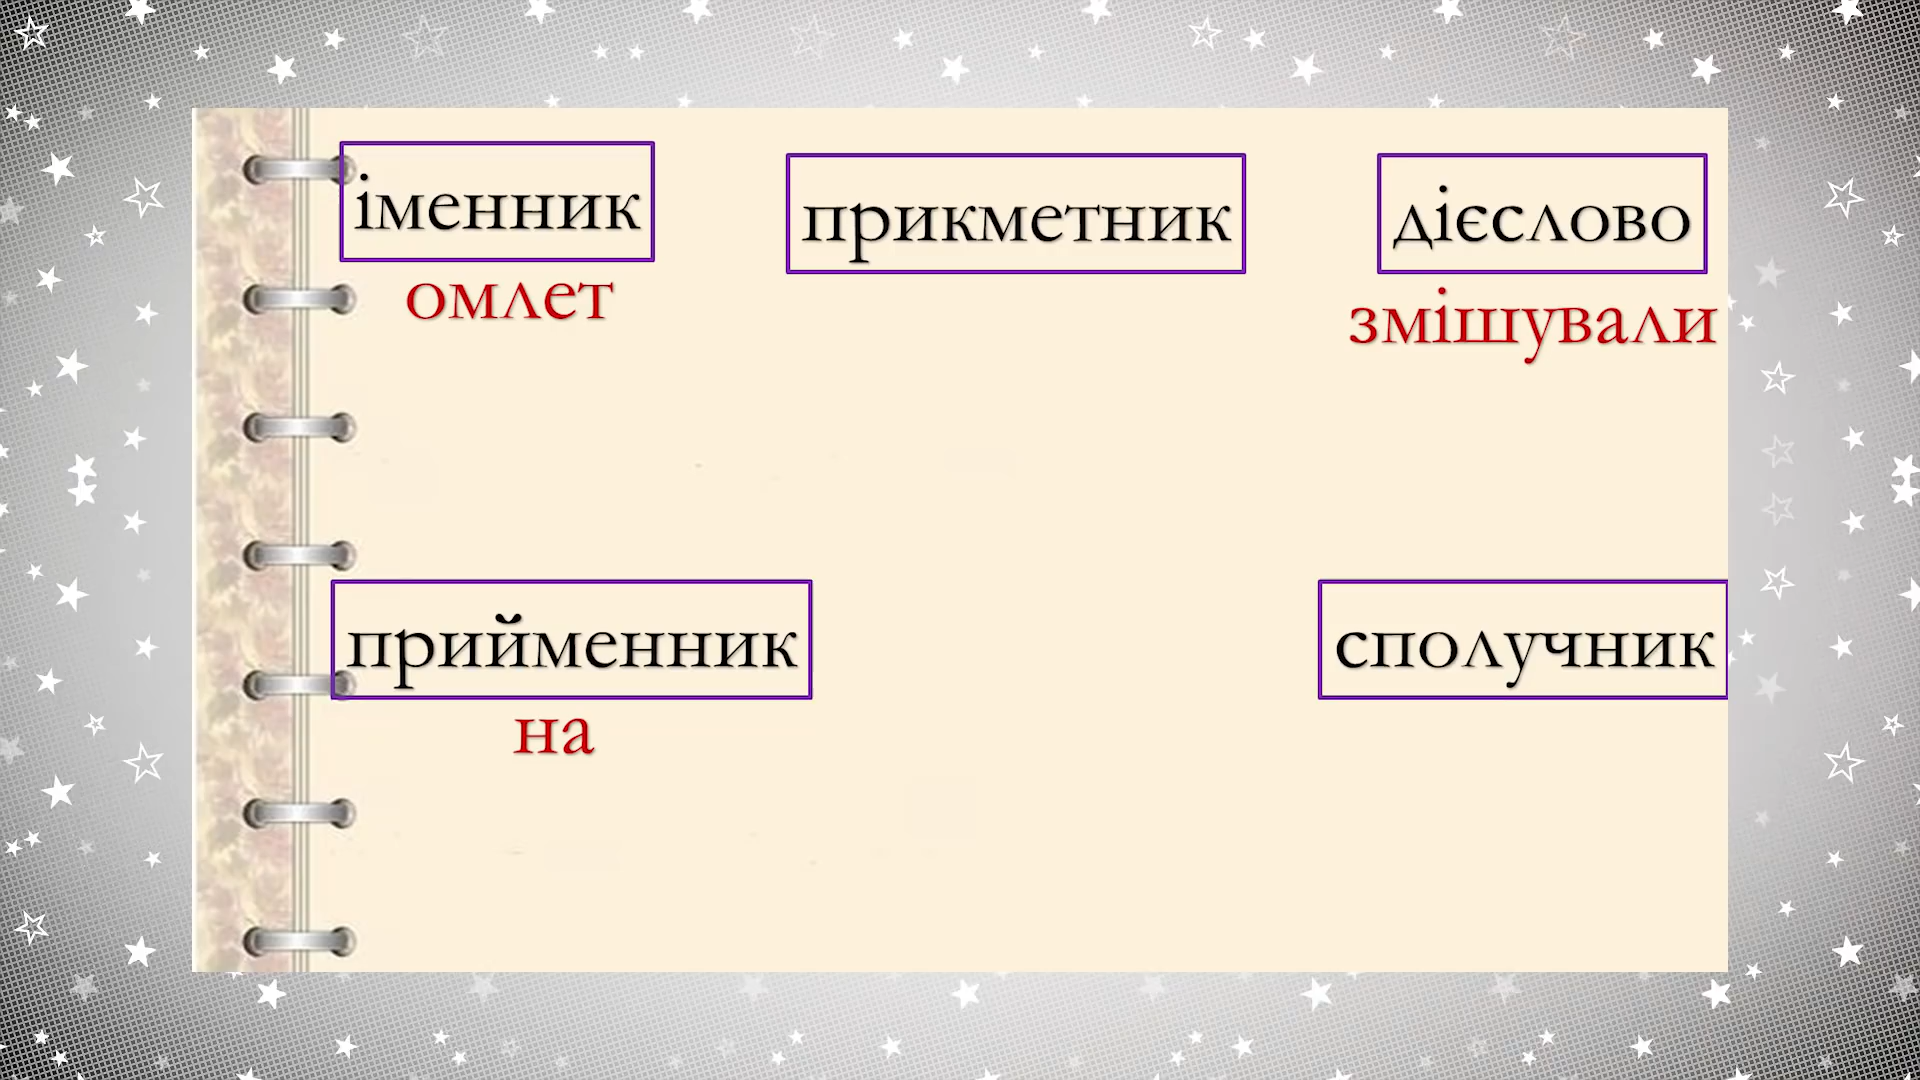 іменник
прикметник
дієслово
омлет
змішували
прийменник
сполучник
на